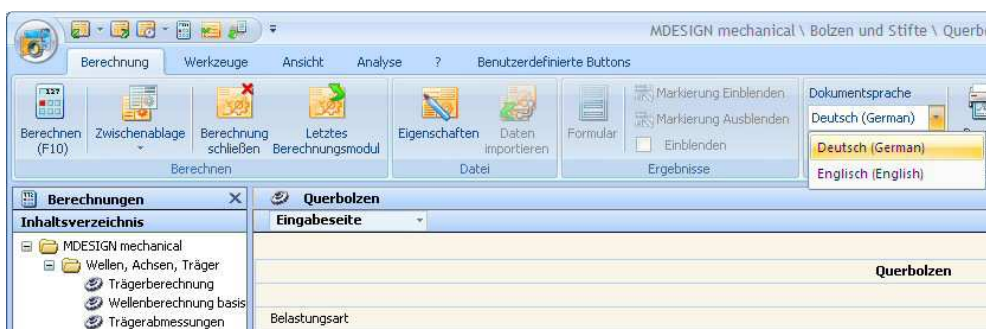 MDESIGN mechanical \ Bolzen und Stifte \
Berechnung Werkzeuge Ansicht Analyse ? Benutzerdefinierte Buttons
Berechnen (F10)
Zwischenablage
Berechnung schließen
Letztes Berechnungsmodul
Berechnen
Eigenschaften
Daten importieren
Datei
Formular
Markierung Einblenden
Markierung Ausblenden
Einblenden
Ergebnisse
Dokumentsprache
Deutsch (German)
Deutsch (German)
Englisch (English)
Berechnungen
Inhaltsverzeichnis
MDESIGN mechanical
Wellen, Achsen, Träger
Trägerberechnung
Wellenberechnung basis
Trägerabmessungen
Querbolzen
Eingabeseite
Querbolzen
Belastungsart